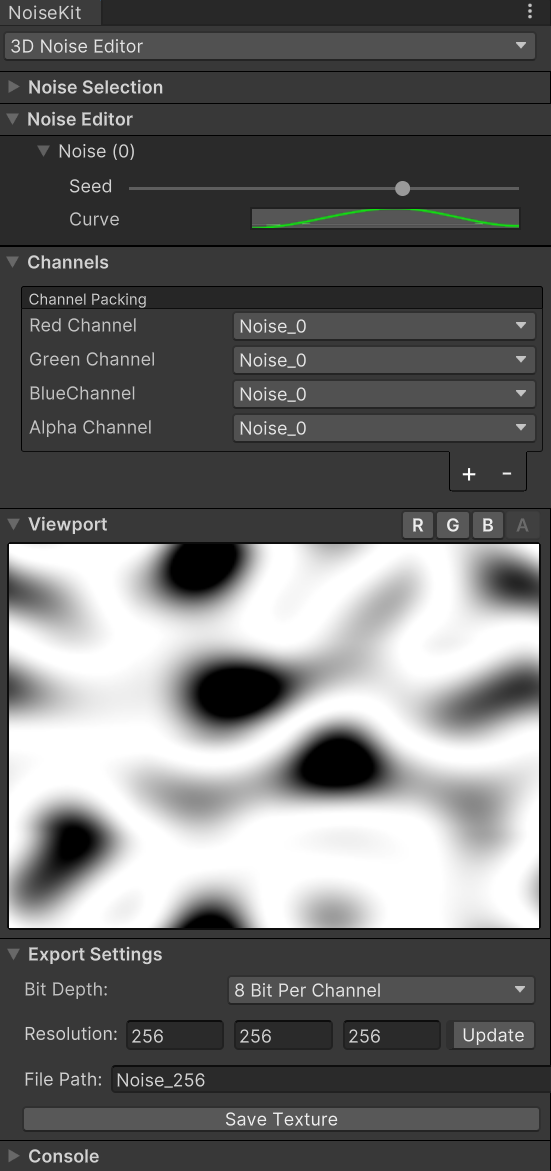 NoiseKit
3D Noise Editor
Noise Selection
Noise Editor
Noise (0)
Seed
Curve
Channels
Channel Packing
Red Channel Noise_0
Green Channel Noise_0
BlueChannel Noise_0
Alpha Channel Noise_0
+ -
Viewport R G B A
Export Settings
Bit Depth: 8 Bit Per Channel
Resolution: 256 256 256 Update
File Path: Noise_256
Save Texture
Console